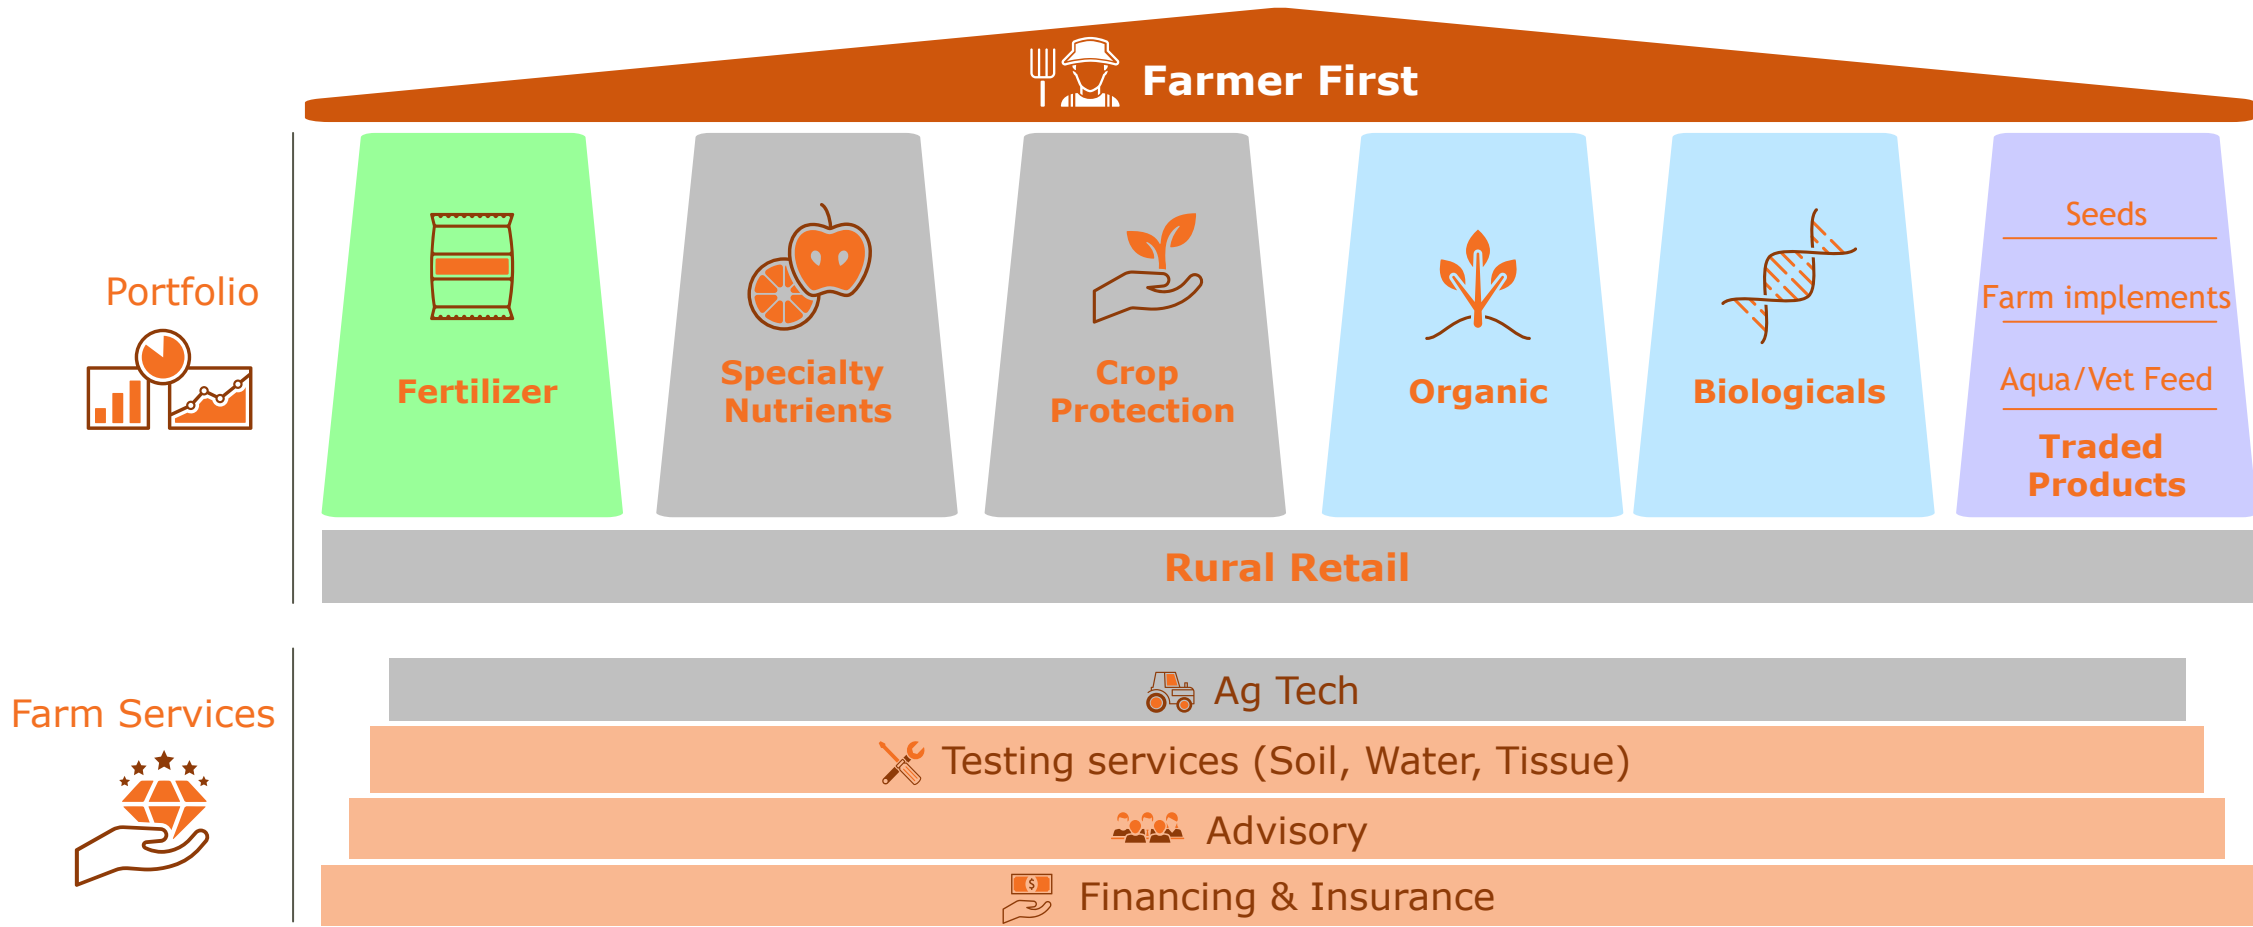 Farmer First
Portfolio
Fertilizer
Specialty
Nutrients
Crop
Protection
Organic
Biologicals
Seeds
Farm implements
Aqua/Vet Feed
Traded
Products
Rural Retail
Farm Services
Ag Tech
Testing services (Soil, Water, Tissue)
Advisory
$
Financing & Insurance